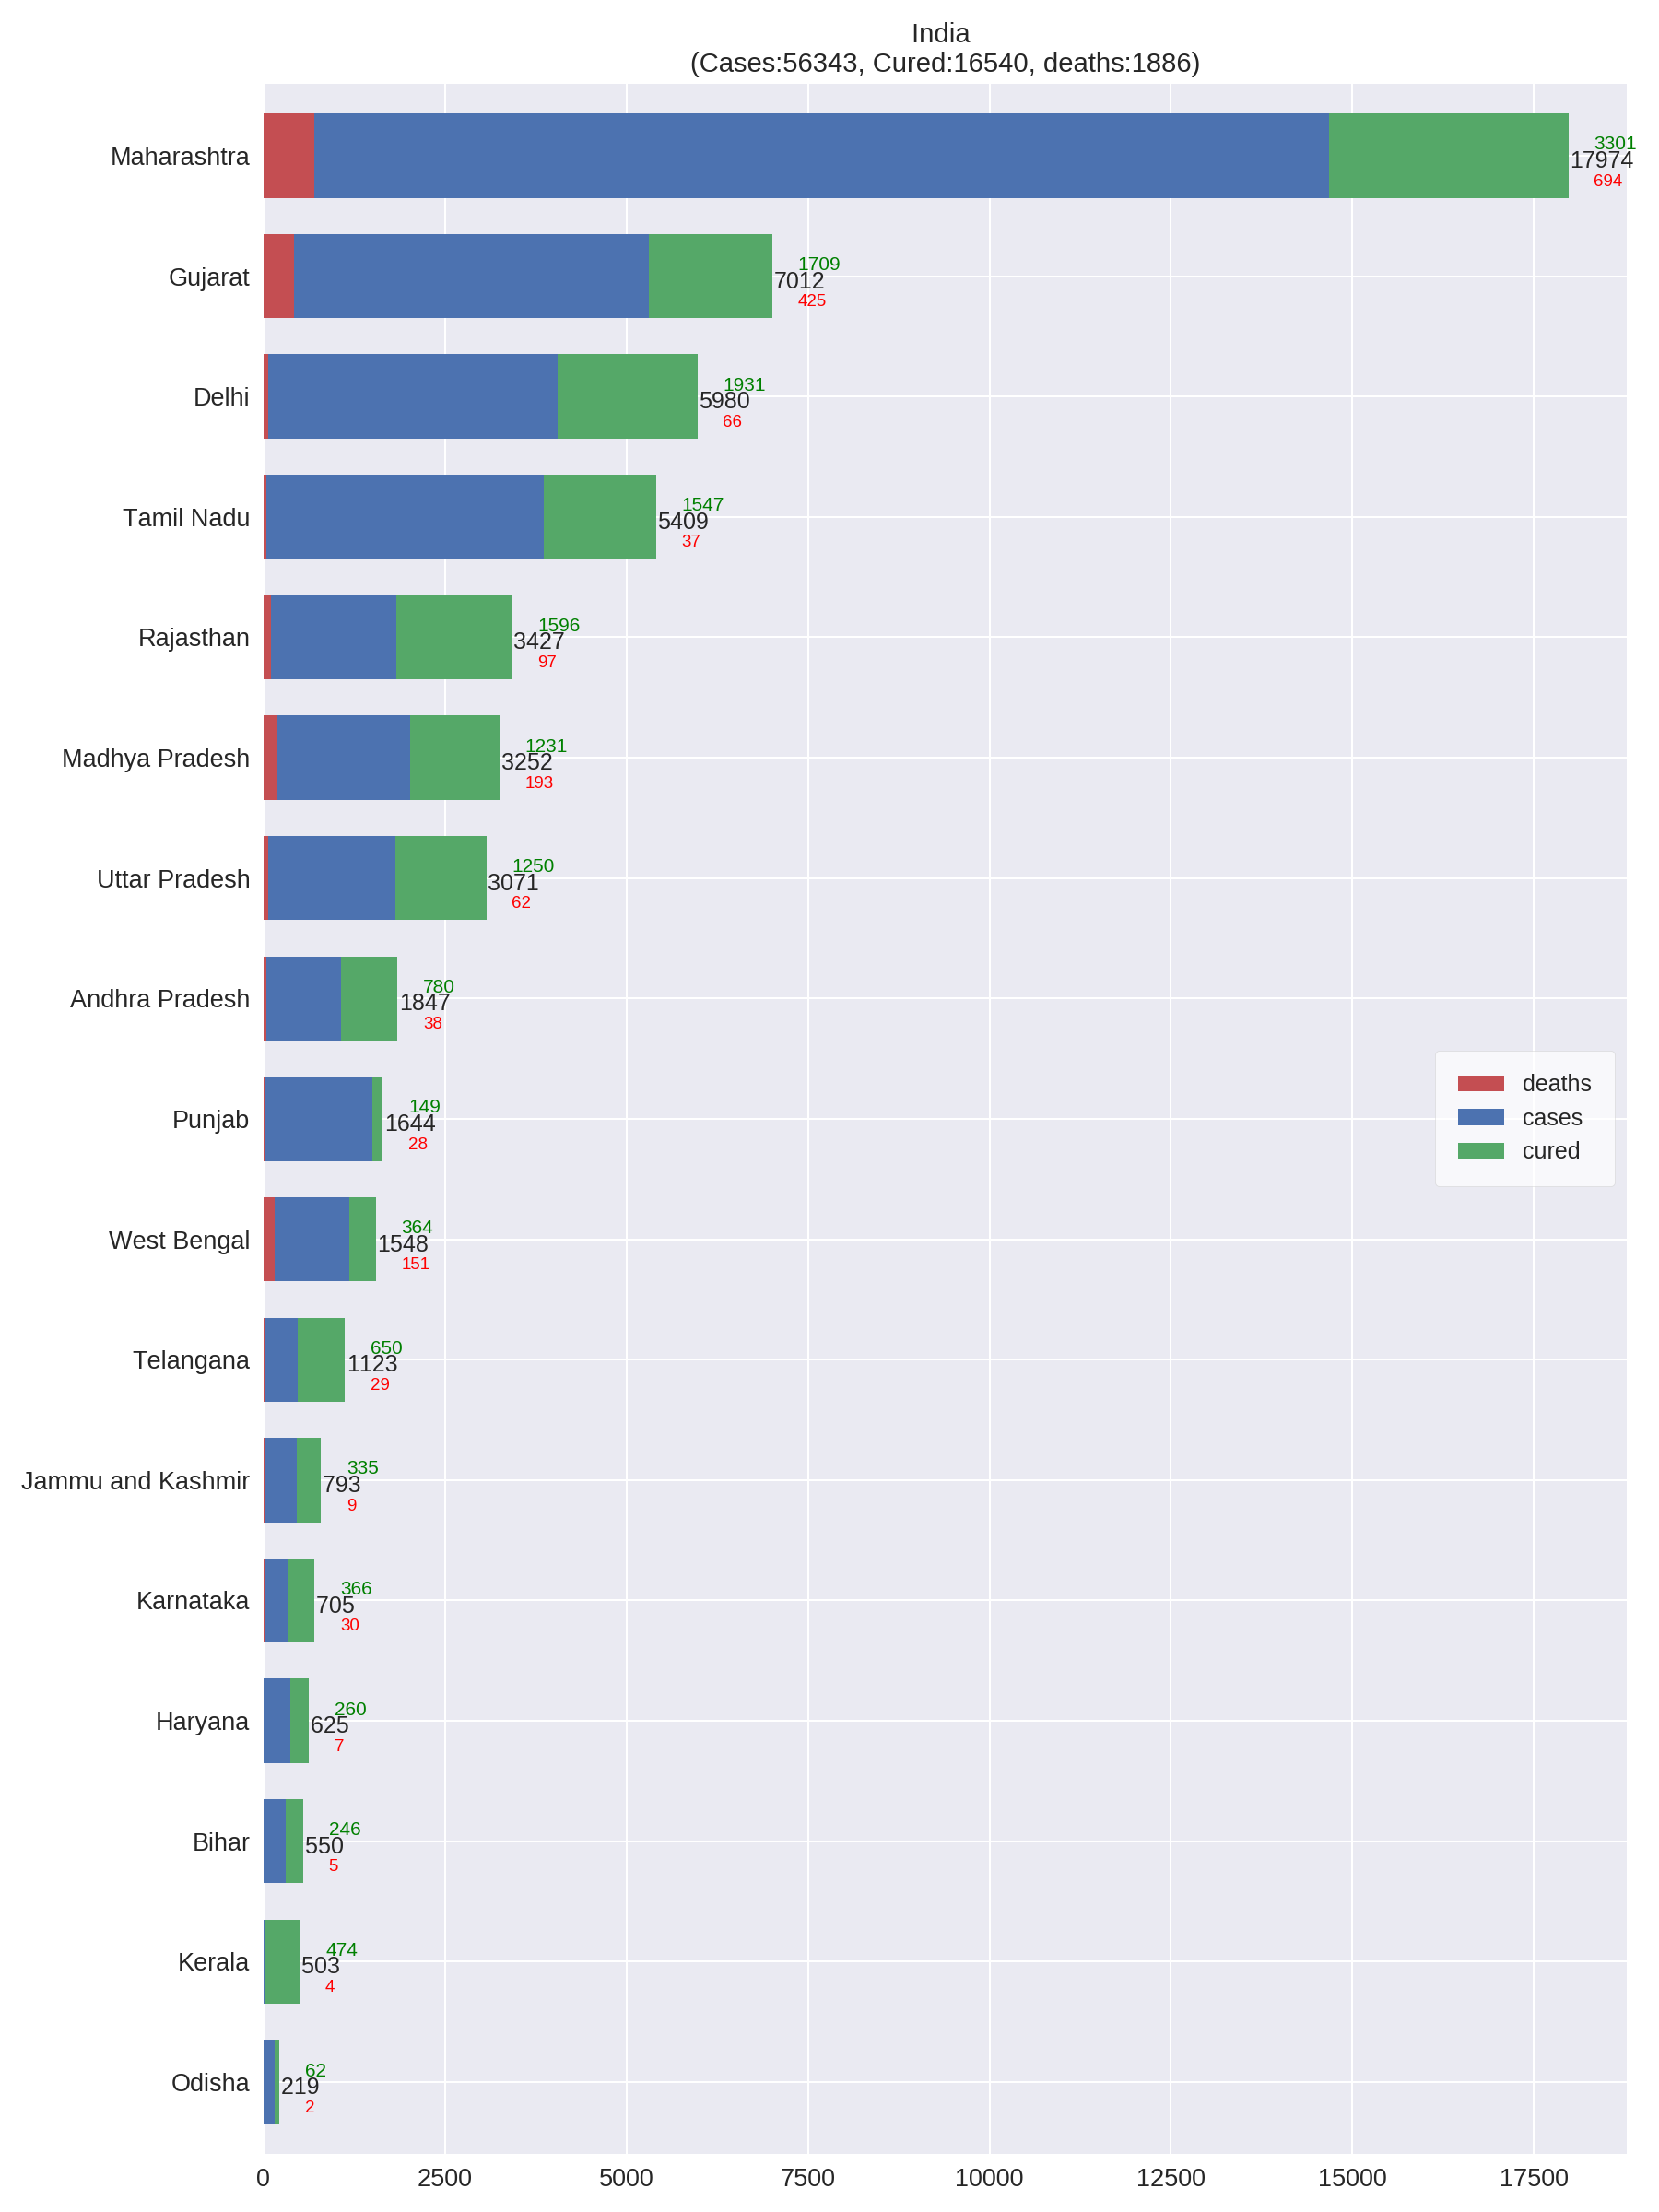 India
(Cases:56343, Cured:16540, deaths:1886)
Maharashtra
3301
17974
694
Gujarat
1709
7012
425
Delhi
1931
5980
66
Tamil Nadu
1547
5409
37
Rajasthan
1596
3427
97
Madhya Pradesh
1231
3252
193
Uttar Pradesh
1250
3071
62
Andhra Pradesh
780
1847
38
Punjab
149
1644
28
West Bengal
364
1548
151
Telangana
650
1123
29
Jammu and Kashmir
335
793
9
Karnataka
366
705
30
Haryana
260
625
7
Bihar
246
550
5
Kerala
474
503
4
Odisha
62
219
2
deaths
cases
cured
0 2500 5000 7500 10000 12500 15000 17500